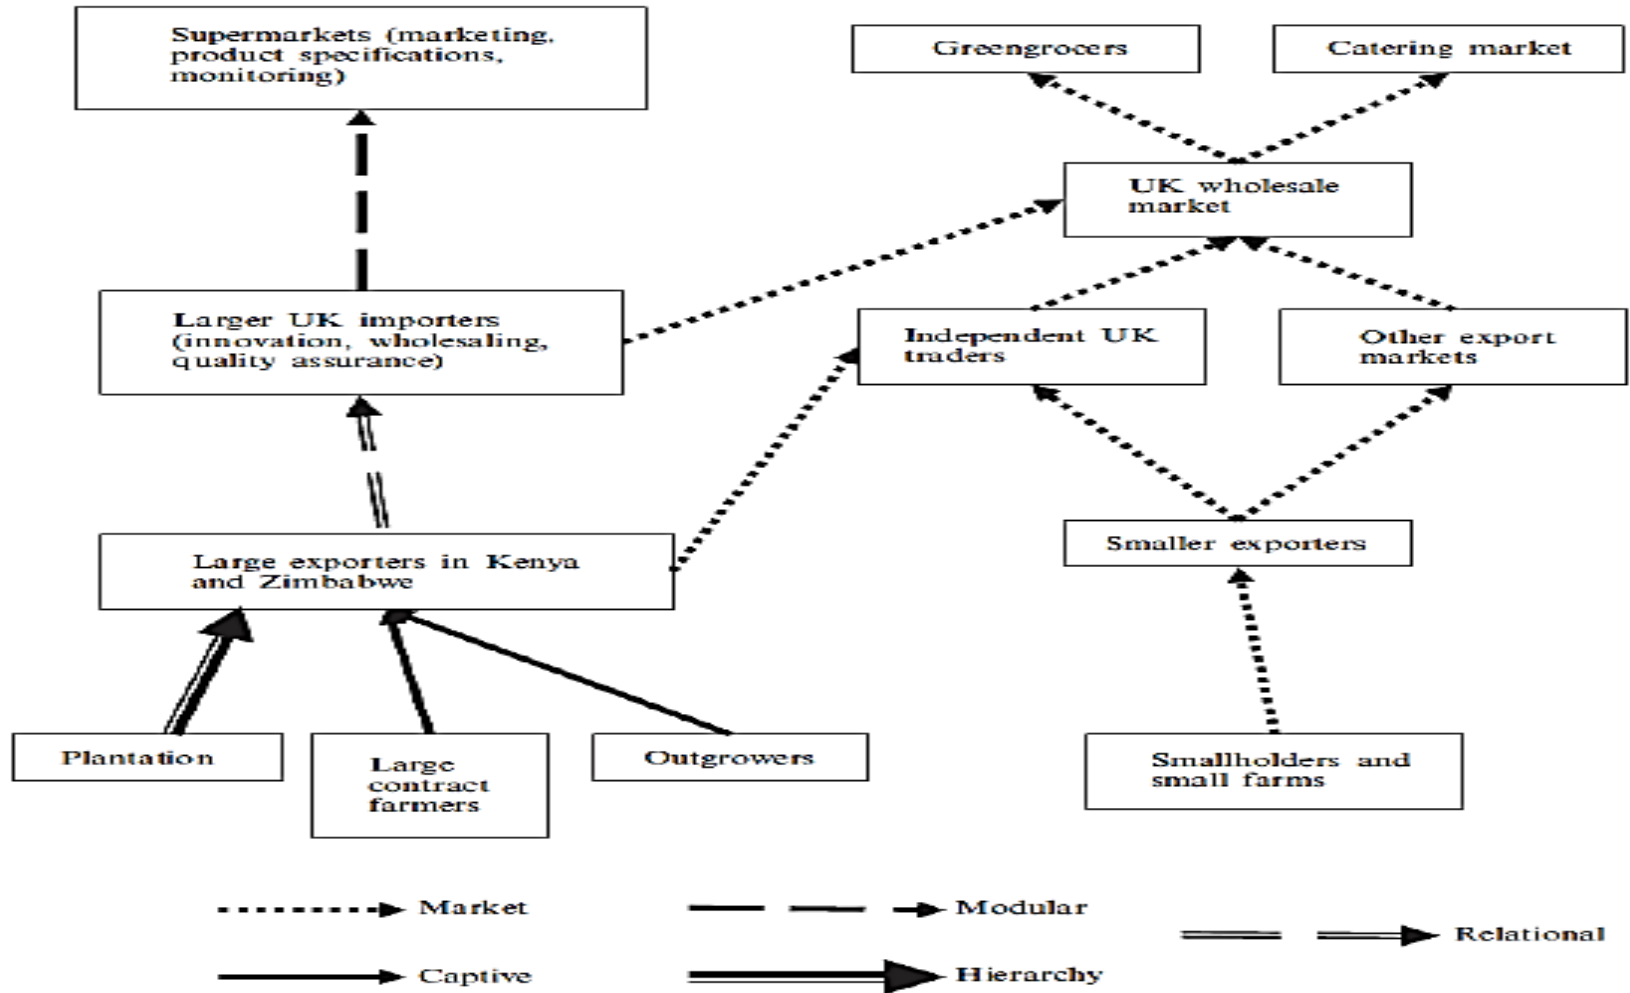 Supermarkets (marketing,
product specifications,
monitoring)
Greengrocers
Catering market
UK wholesale
market
Larger UK importers
(innovation, wholesaling,
quality assurance)
Independent UK
traders
Other export
markets
Large exporters in Kenya
and Zimbabwe
Smaller exporters
Plantation
Large
contract
farmers
Outgrowers
Smallholders and
small farms
Market
Modular
Relational
Captive
Hierarchy